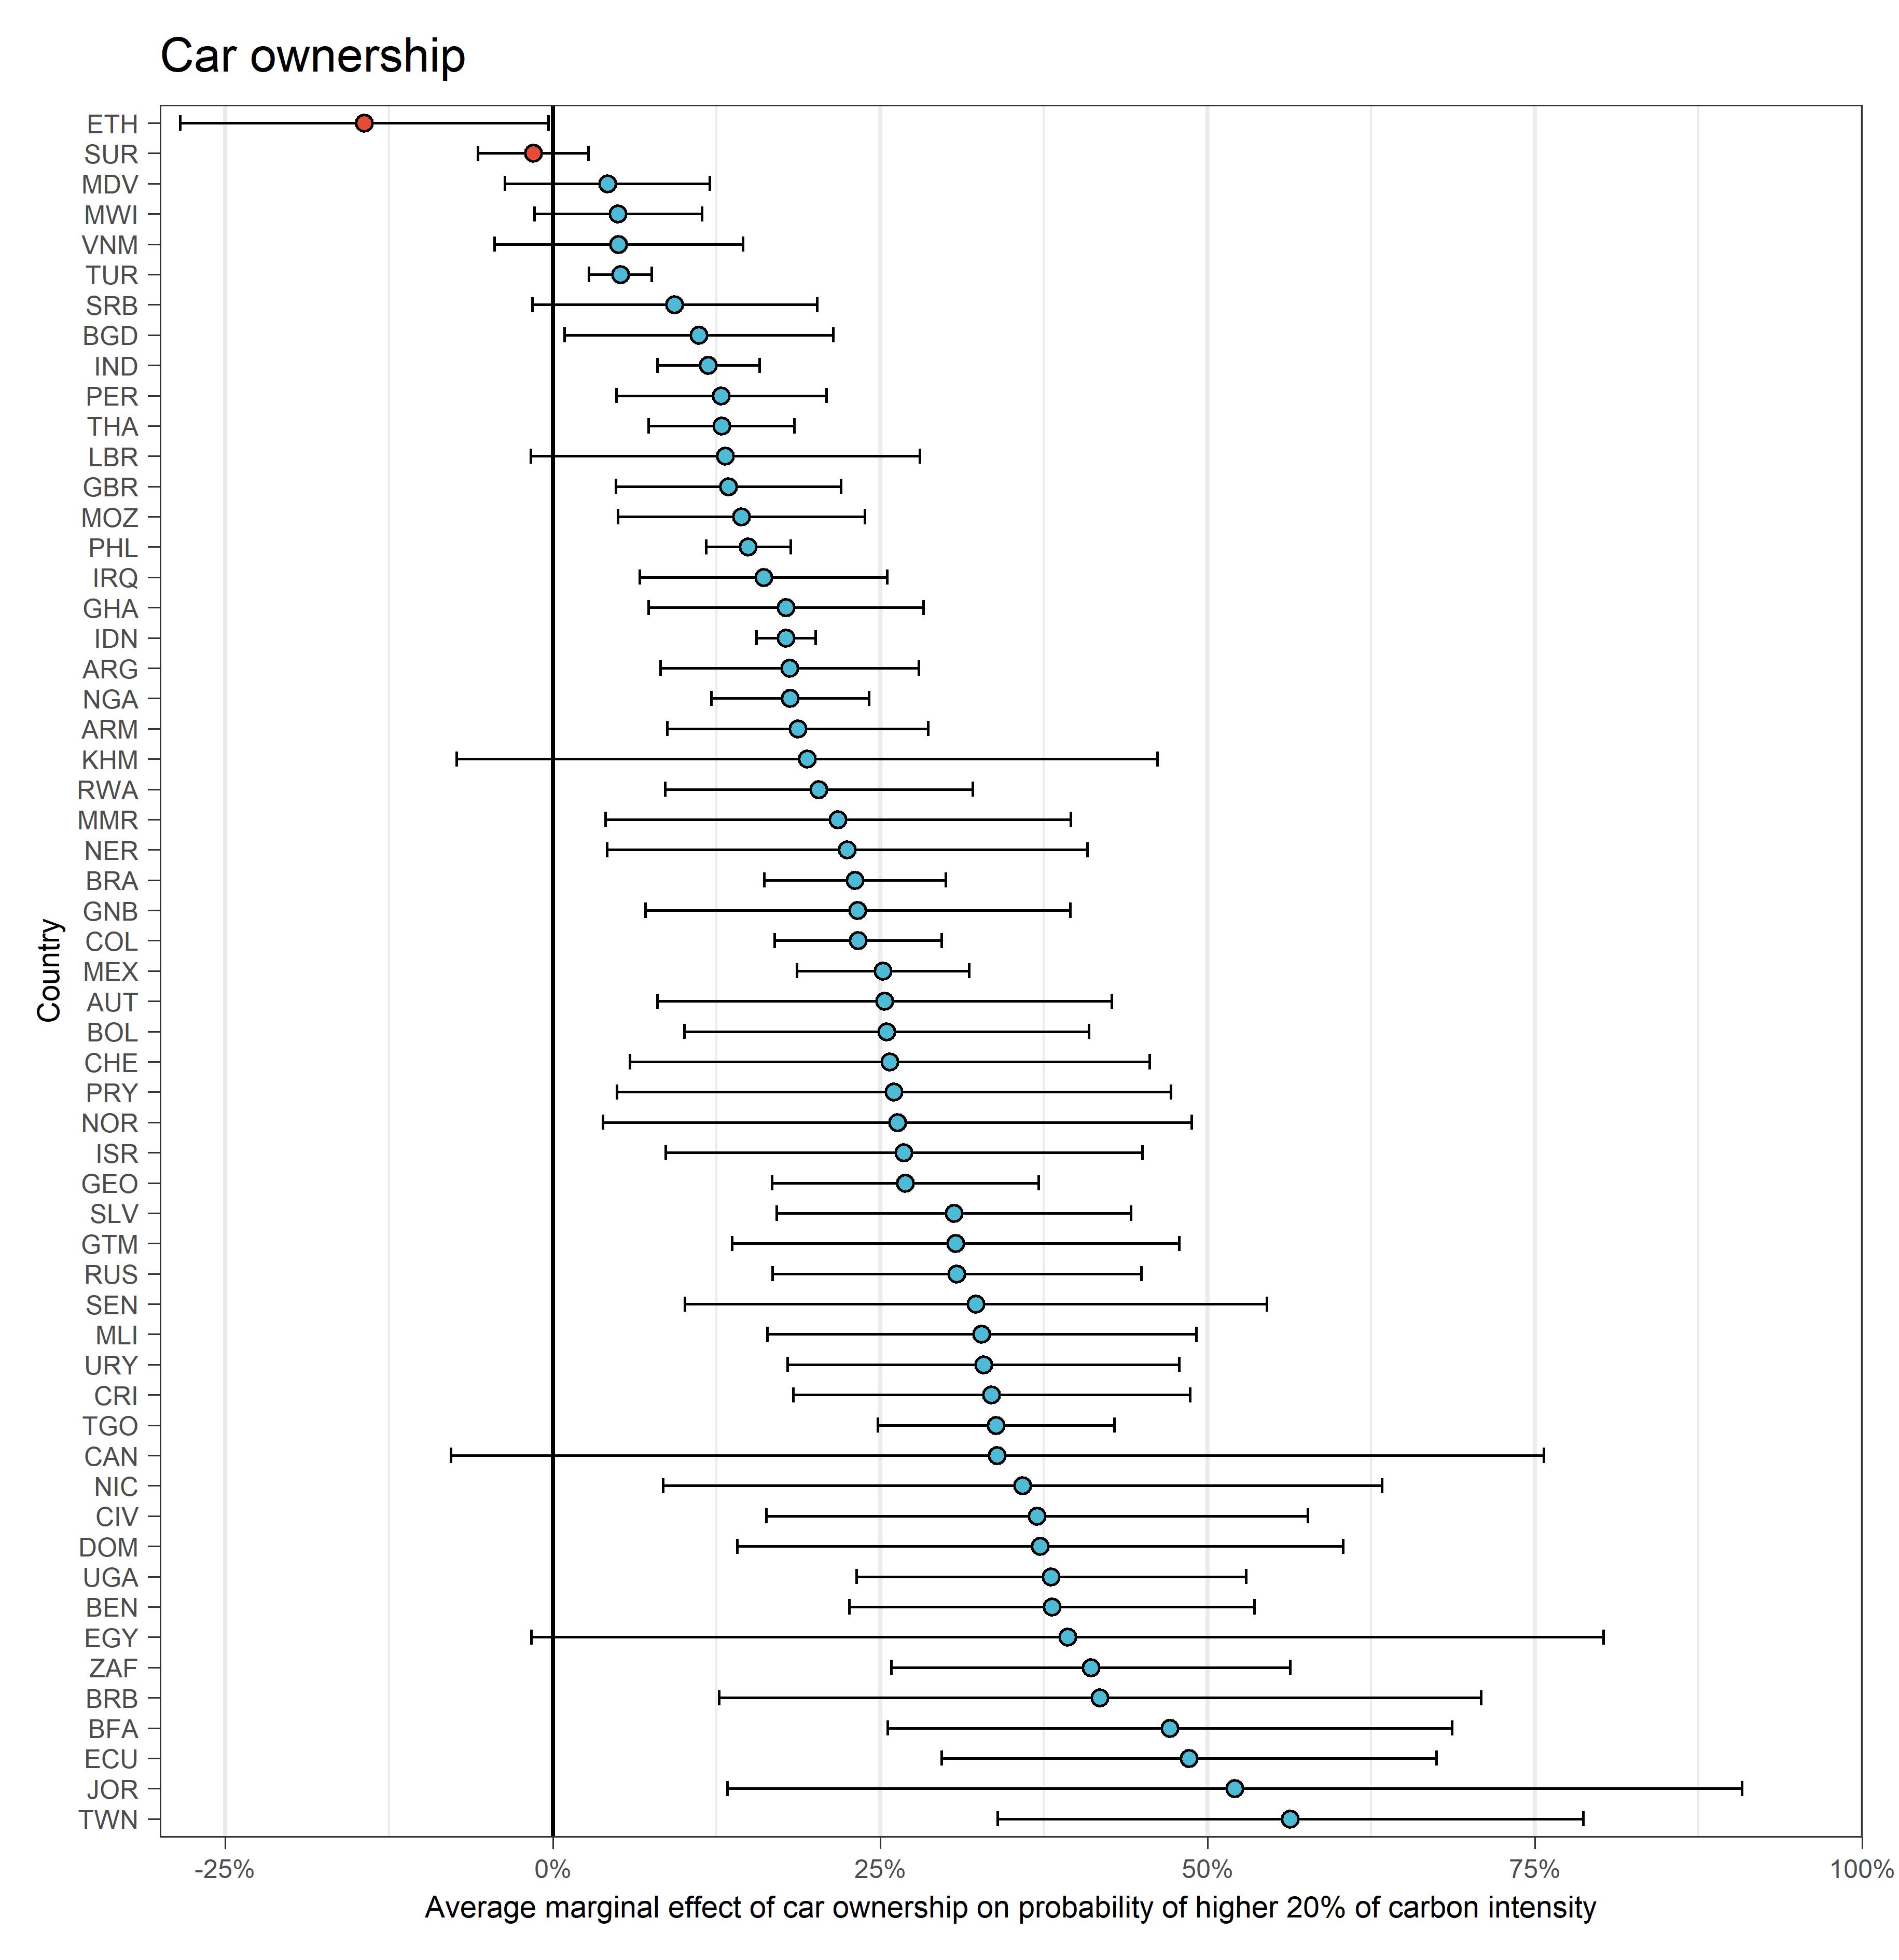 Car ownership
Country
ETH
SUR
MDV
MWI
VNM
TUR
SRB
BGD
IND
PER
THA
LBR
GBR
MOZ
PHL
IRQ
GHA
IDN
ARG
NGA
ARM
KHM
RWA
MMR
NER
BRA
GNB
COL
MEX
AUT
BOL
CHE
PRY
NOR
ISR
GEO
SLV
GTM
RUS
SEN
MLI
URY
CRI
TGO
CAN
NIC
CIV
DOM
UGA
BEN
EGY
ZAF
BRB
BFA
ECU
JOR
TWN
-25% 0% 25% 50% 75% 100%
Average marginal effect of car ownership on probability of higher 20% of carbon intensity